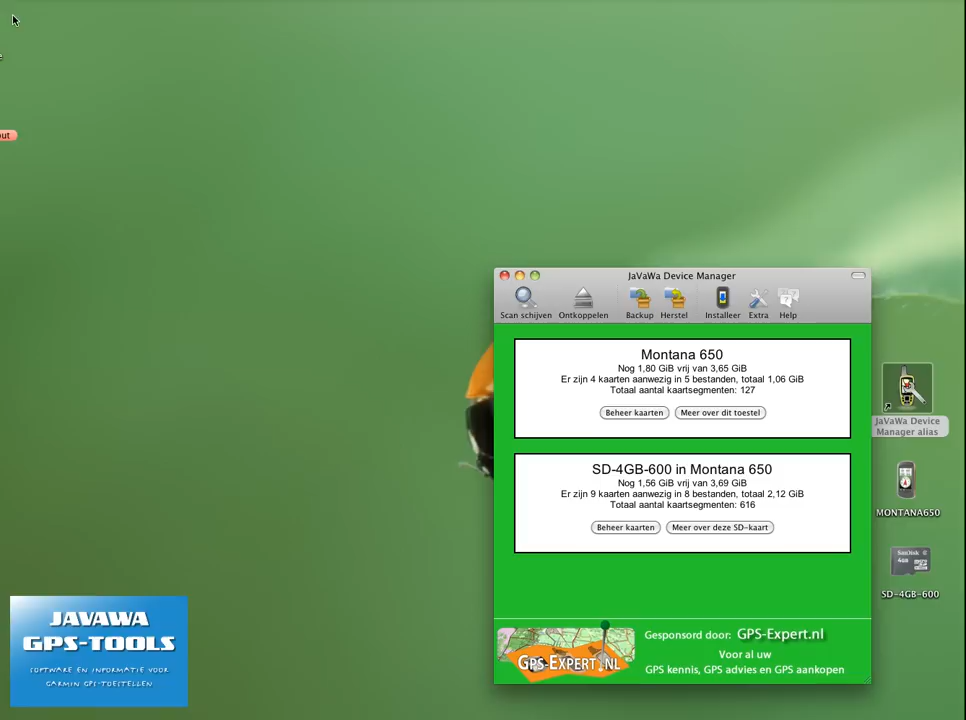 out
JaVaWa Device Manager
Scan schijven Ontkoppelen Backup Herstel Installeer Extra Help
Montana 650
Nog 1,80 GiB vrij van 3,65 GiB
Er zijn 4 kaarten aanwezig in 5 bestanden, totaal 1,06 GiB
Totaal aantal kaartsegmenten: 127
Beheer kaarten Meer over dit toestel
SD-4GB-600 in Montana 650
Nog 1,56 GiB vrij van 3,69 GiB
Er zijn 9 kaarten aanwezig in 8 bestanden, totaal 2,12 GiB
Totaal aantal kaartsegmenten: 616
Beheer kaarten Meer over deze SD-kaart
JaVaWa Device
Manager alias
MONTANA650
SanDisk
4GB
SD-4GB-600
JAVAWA
GPS-TOOLS
SOFTWARE EN INFORMATIE VOOR
GARMIN GPS-TOESTELLEN
GPS-EXPERT.NL
Gesponsord door: GPS-Expert.nl
Voor al uw
GPS kennis, GPS advies en GPS aankopen